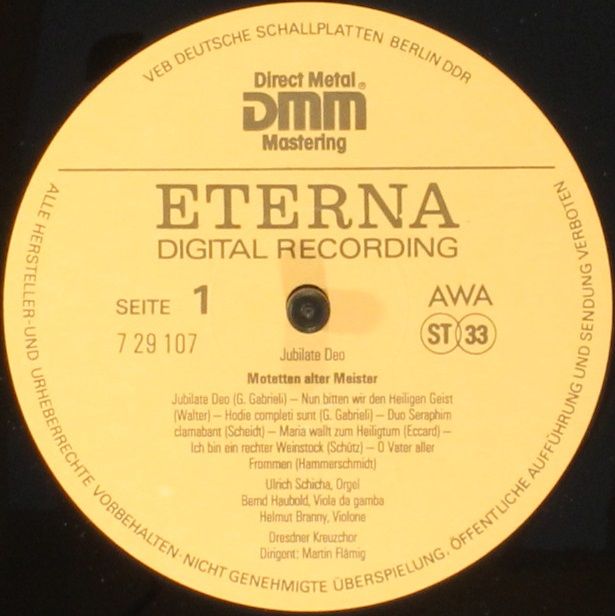 VEB DEUTSCHE SCHALLPLATTEN BERLIN DDR
Direct Metal
DMM®
Mastering
ETERNA
DIGITAL RECORDING
SEITE 1
AWA
7 29 107
ST 33
Jubilate Deo
Motetten alter Meister
Jubilate Deo (G. Gabrieli) – Nun bitten wir den Heiligen Geist
(Walter) – Hodie completi sunt (G. Gabrieli) – Duo Seraphim
clamabant (Scheidt) – Maria wallt zum Heiligtum (Eccard) –
Ich bin ein rechter Weinstock (Schütz) – O Vater aller
Frommen (Hammerschmidt)
Ulrich Schicha, Orgel
Bernd Haubold, Viola da gamba
Helmut Branny, Violone
Dresdner Kreuzchor
Dirigent: Martin Flämig
ALLE HERSTELLER-UND URHEBERRECHTE VORBEHALTEN·NICHT GENEHMIGTE ÜBERSPIELUNG, ÖFFENTLICHE AUFFÜHRUNG UND SENDUNG VERBOTEN